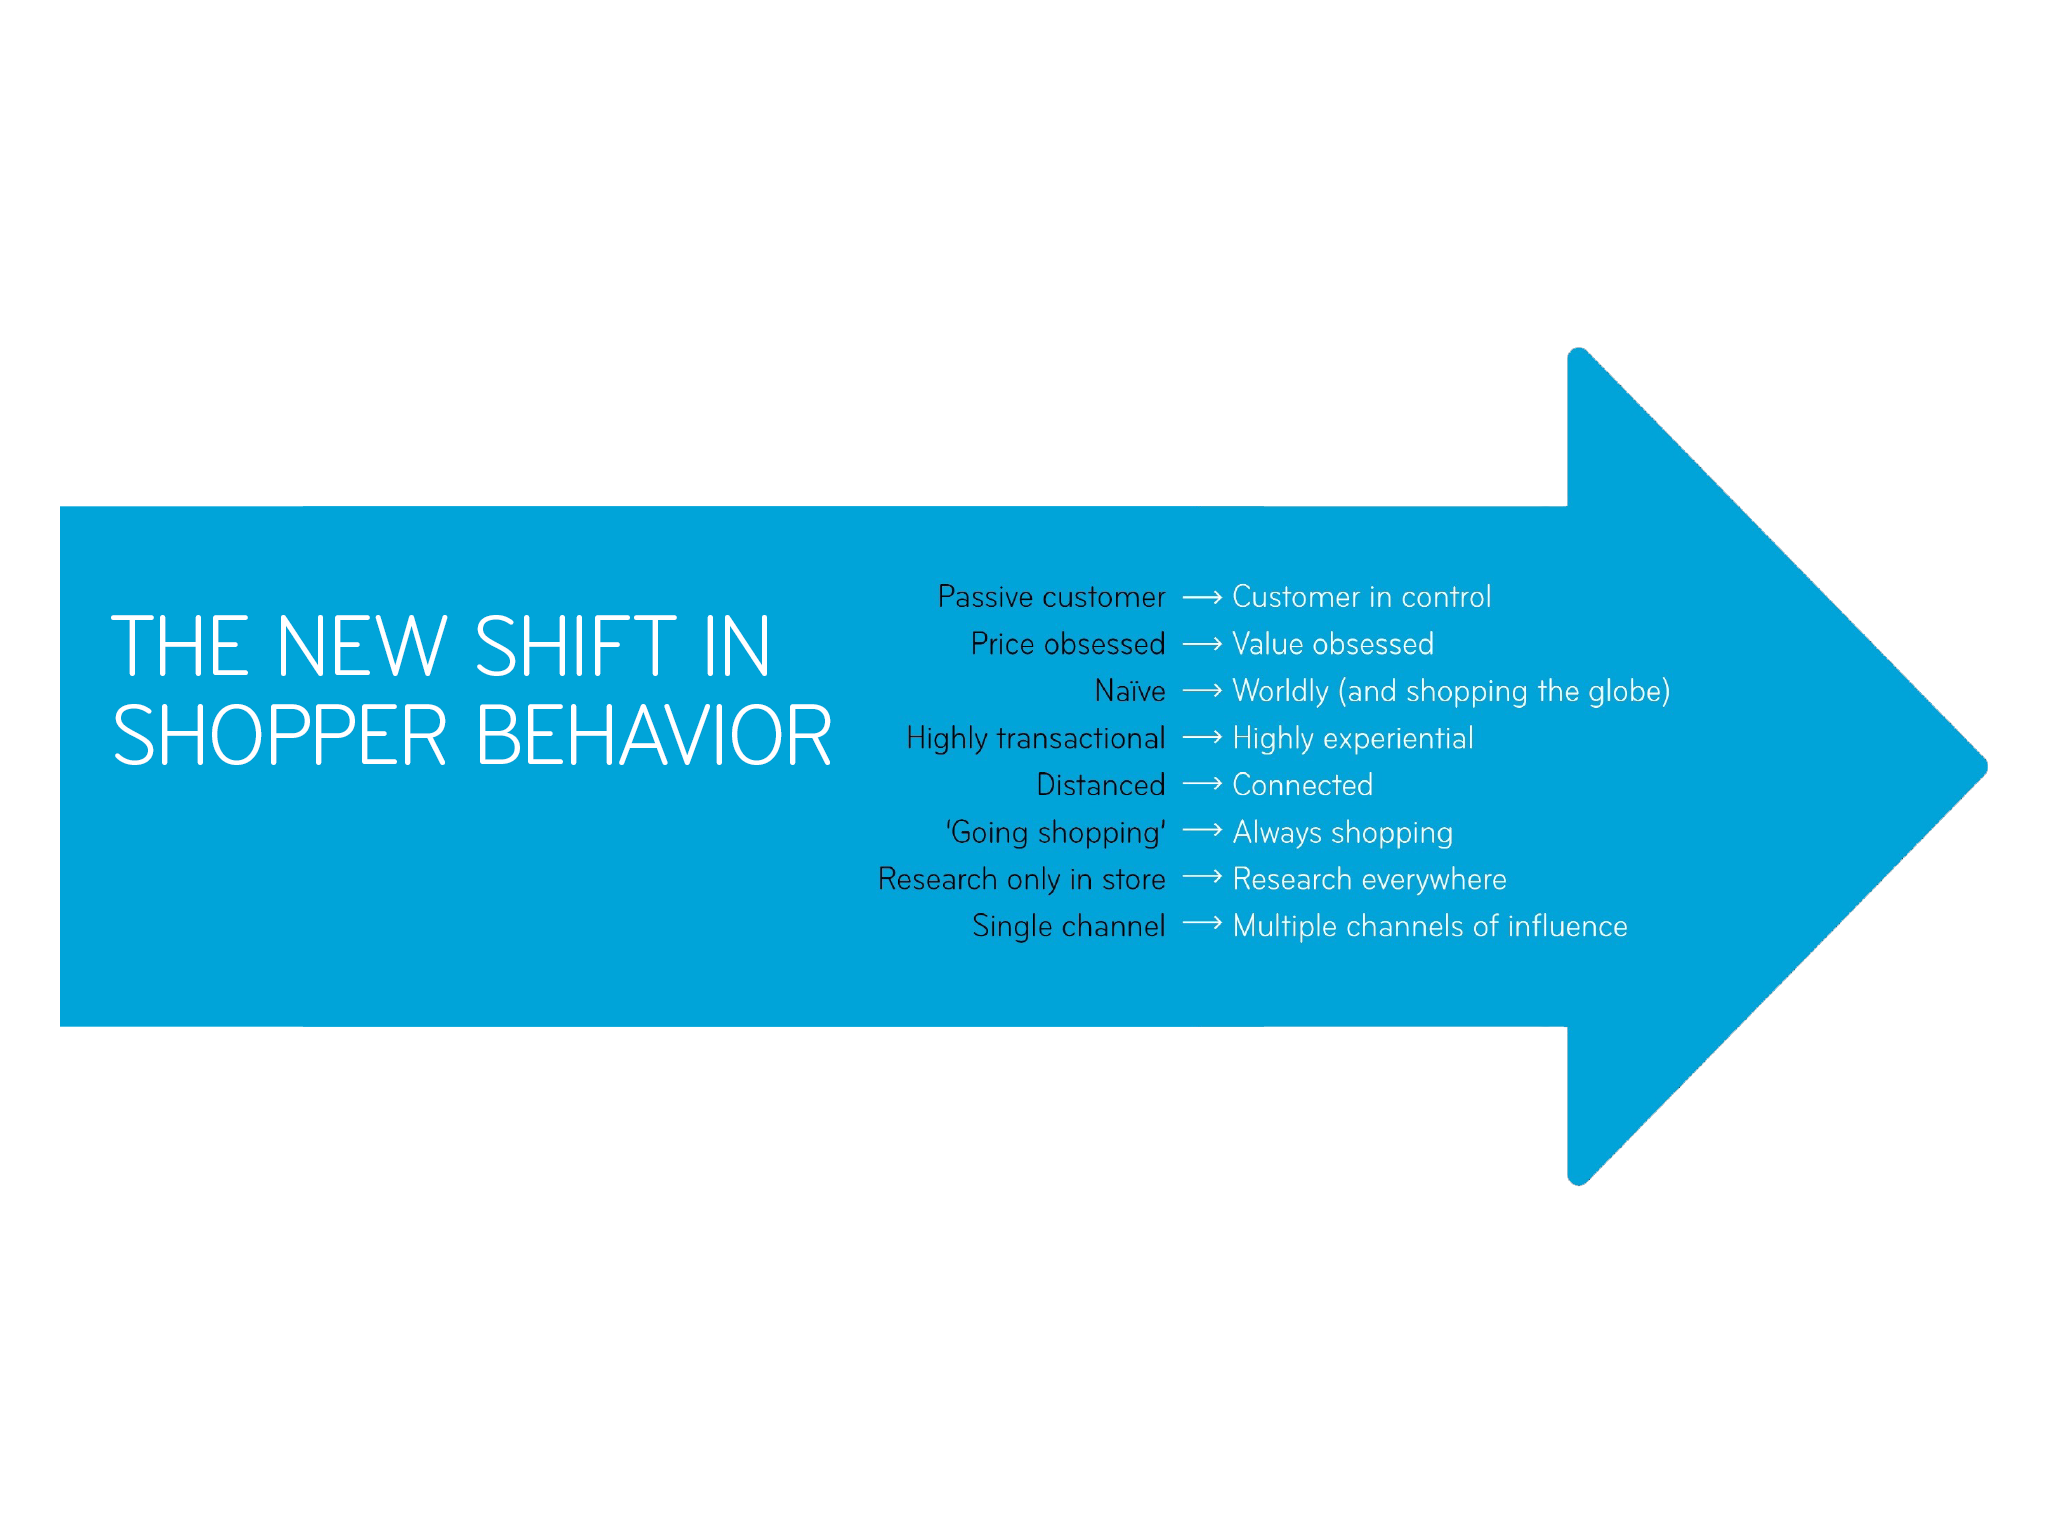 THE NEW SHIFT IN
SHOPPER BEHAVIOR
Passive customer → Customer in control
Price obsessed → Value obsessed
Naïve → Worldly (and shopping the globe)
Highly transactional → Highly experiential
Distanced → Connected
‘Going shopping’ → Always shopping
Research only in store → Research everywhere
Single channel → Multiple channels of influence